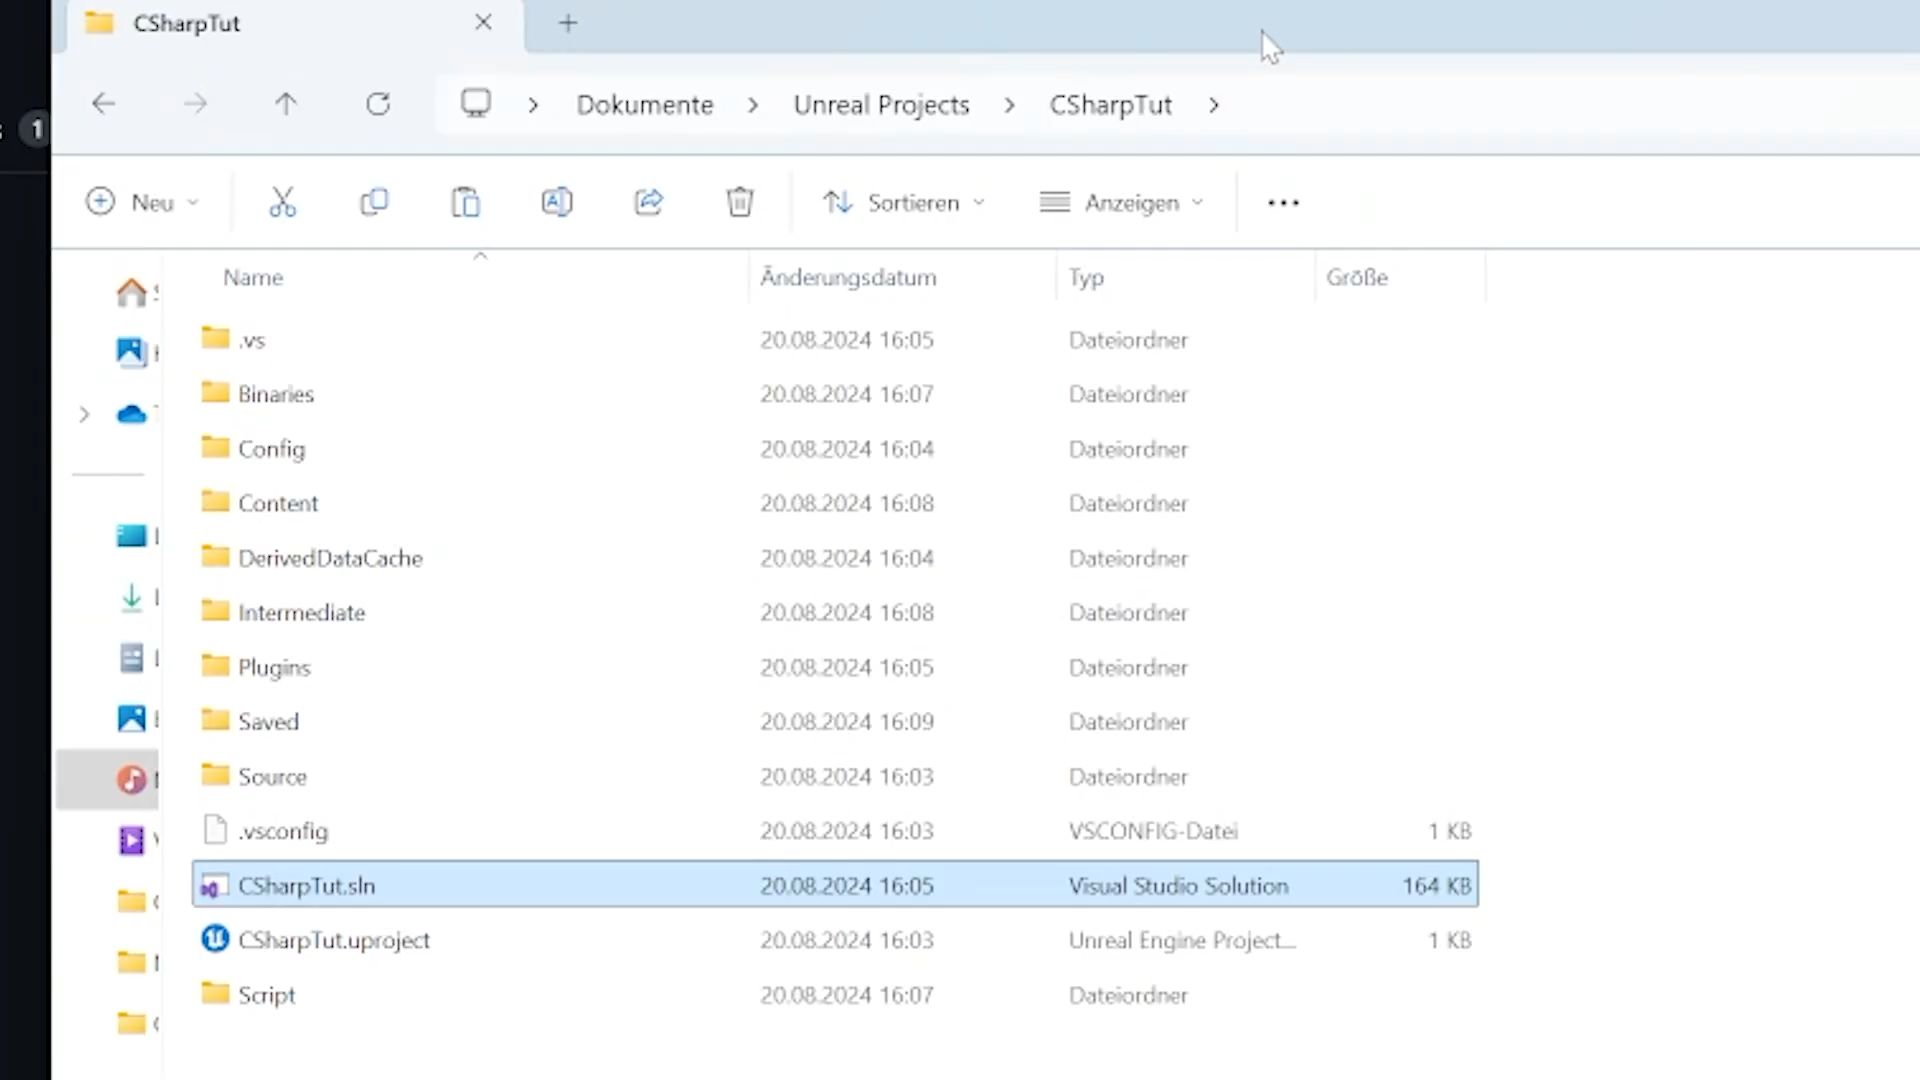 CSharpTut
1
Dokumente > Unreal Projects > CSharpTut >
Neu Sortieren Anzeigen
Name Änderungsdatum Typ Größe
.vs 20.08.2024 16:05 Dateiordner
Binaries 20.08.2024 16:07 Dateiordner
Config 20.08.2024 16:04 Dateiordner
Content 20.08.2024 16:08 Dateiordner
DerivedDataCache 20.08.2024 16:04 Dateiordner
Intermediate 20.08.2024 16:08 Dateiordner
Plugins 20.08.2024 16:05 Dateiordner
Saved 20.08.2024 16:09 Dateiordner
Source 20.08.2024 16:03 Dateiordner
.vsconfig 20.08.2024 16:03 VSCONFIG-Datei 1 KB
CSharpTut.sln 20.08.2024 16:05 Visual Studio Solution 164 KB
CSharpTut.uproject 20.08.2024 16:03 Unreal Engine Project... 1 KB
Script 20.08.2024 16:07 Dateiordner